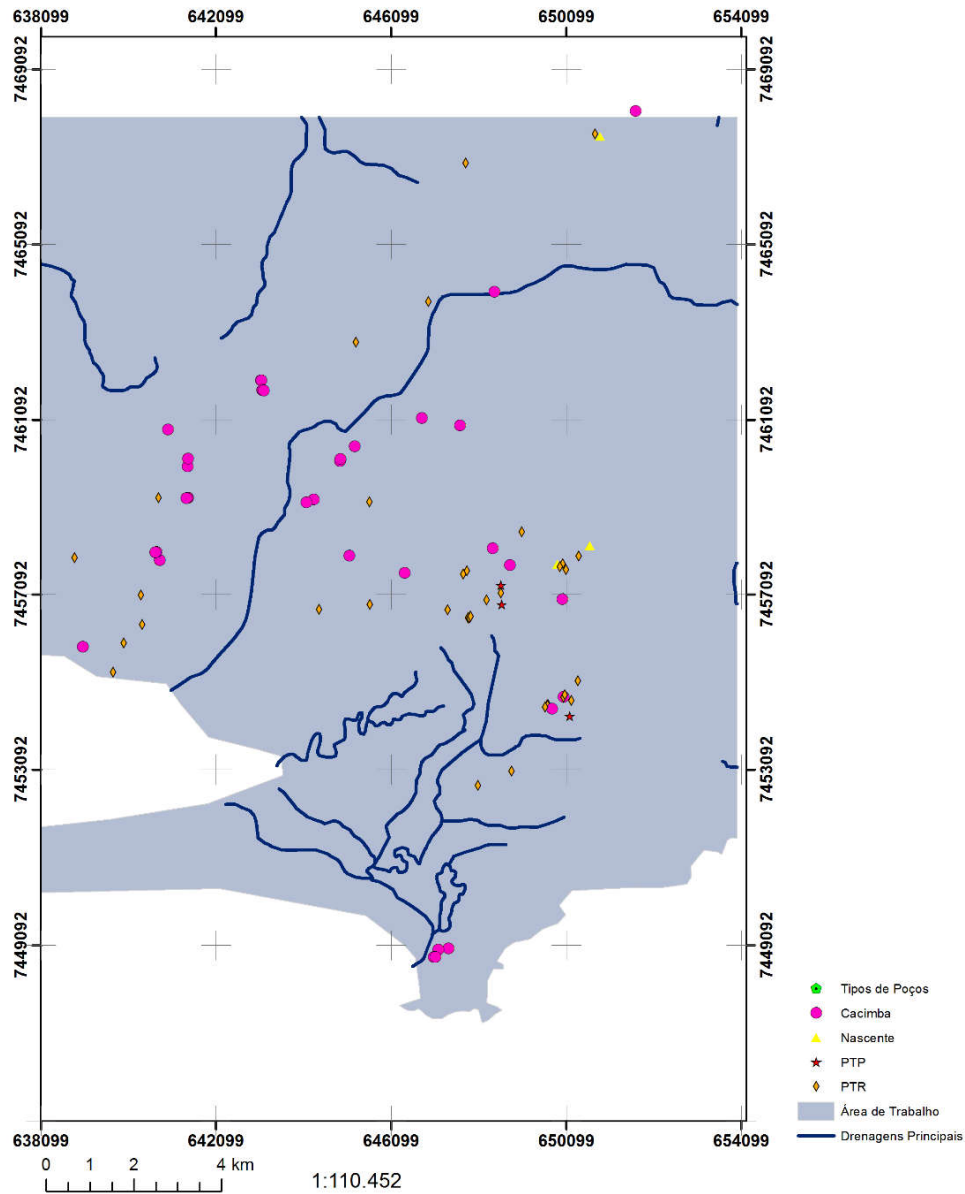 638099 642099 646099 650099 654099
7469092 7469092
7465092 7465092
7461092 7461092
7457092 7457092
7453092 7453092
7449092 7449092
Tipos de Poços
Cacimba
Nascente
PTP
PTR
Área de Trabalho
Drenagens Principais
638099 642099 646099 650099 654099
0 1 2 4 km
1:110.452